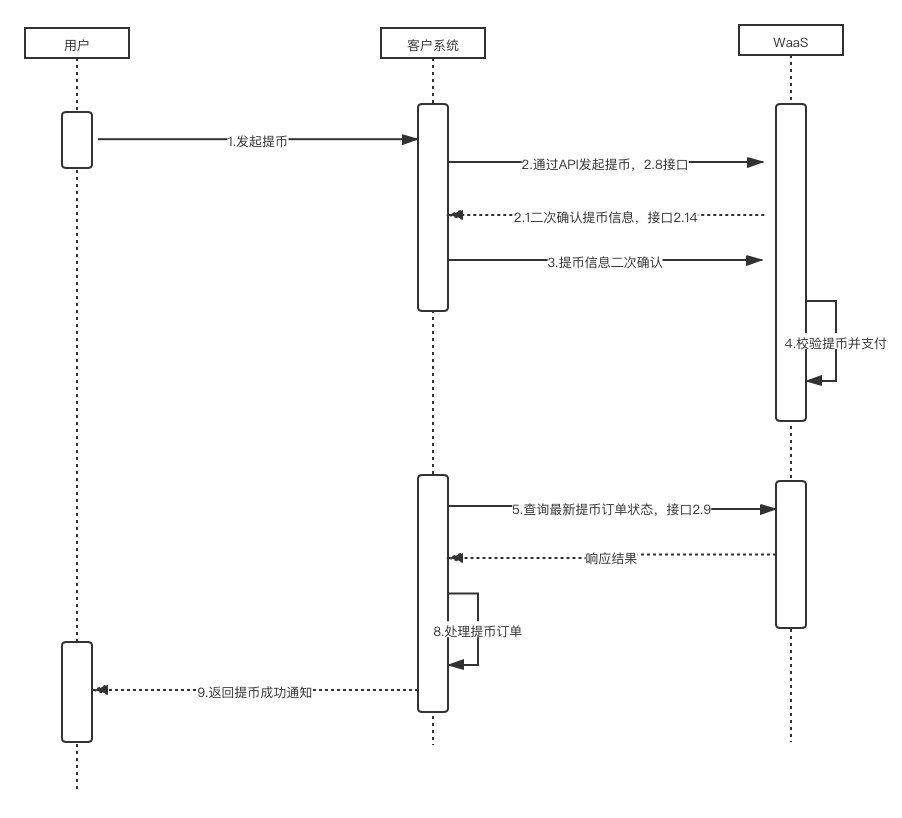 用户
客户系统
WaaS
1.发起提币
2.通过API发起提币，2.8接口
2.1二次确认提币信息，接口2.14
3.提币信息二次确认
4.校验提币并支付
5.查询最新提币订单状态，接口2.9
响应结果
8.处理提币订单
9.返回提币成功通知